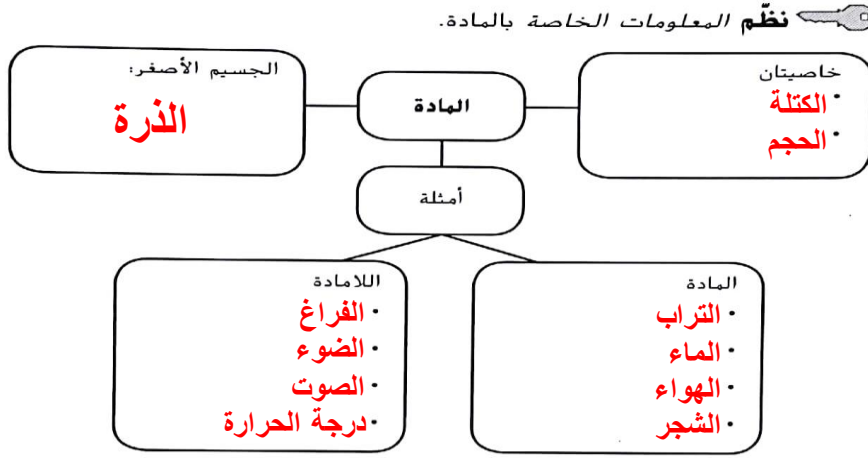 نظّم المعلومات الخاصة بالمادة.
خاصيتان
• الكتلة
• الحجم
المادة
الجسيم الأصغر:
الذرة
أمثلة
المادة
• التراب
• الماء
• الهواء
• الشجر
اللامادة
• الفراغ
• الضوء
• الصوت
• درجة الحرارة